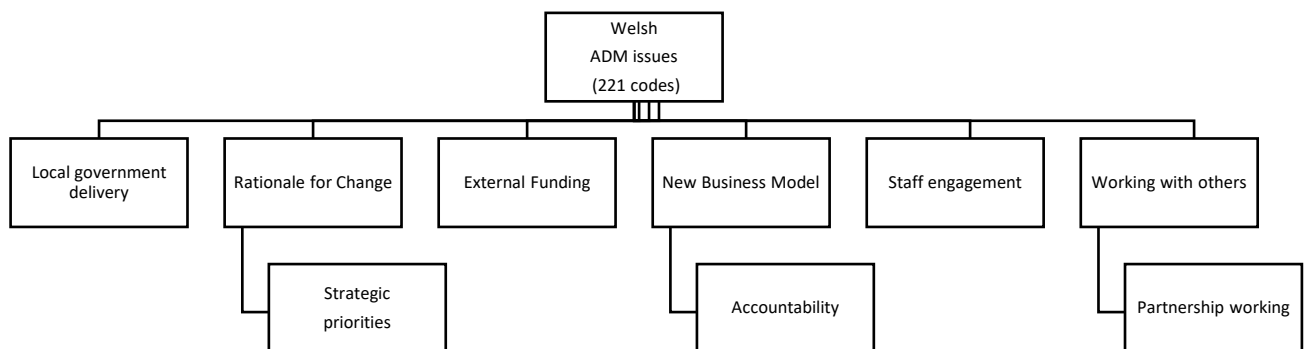 Welsh
ADM issues
(221 codes)
Local government
delivery
Rationale for Change
External Funding
New Business Model
Staff engagement
Working with others
Strategic
priorities
Accountability
Partnership working